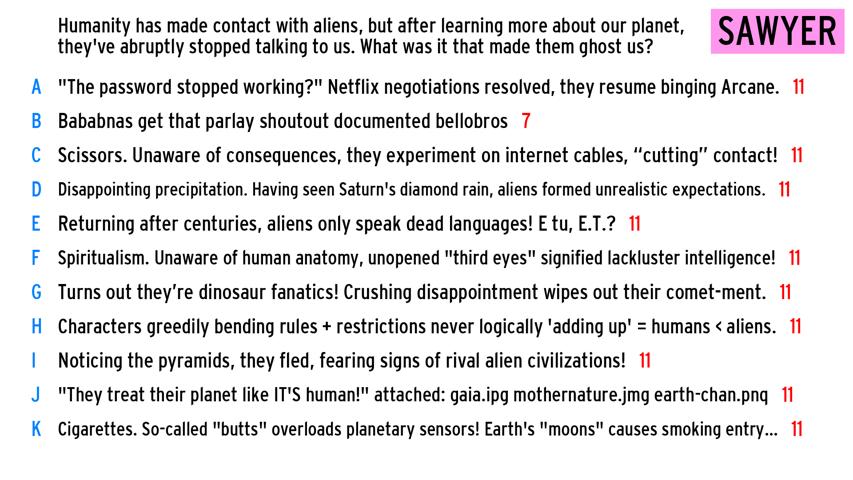 Humanity has made contact with aliens, but after learning more about our planet,
they've abruptly stopped talking to us. What was it that made them ghost us?
SAWYER
A "The password stopped working?" Netflix negotiations resolved, they resume binging Arcane. 11
B Bababnas get that parlay shoutout documented bellobros 7
C Scissors. Unaware of consequences, they experiment on internet cables, “cutting” contact! 11
D Disappointing precipitation. Having seen Saturn's diamond rain, aliens formed unrealistic expectations. 11
E Returning after centuries, aliens only speak dead languages! E tu, E.T.? 11
F Spiritualism. Unaware of human anatomy, unopened "third eyes" signified lackluster intelligence! 11
G Turns out they’re dinosaur fanatics! Crushing disappointment wipes out their comet-ment. 11
H Characters greedily bending rules + restrictions never logically 'adding up' = humans < aliens. 11
I Noticing the pyramids, they fled, fearing signs of rival alien civilizations! 11
J "They treat their planet like IT'S human!" attached: gaia.ipg mothernature.jmg earth-chan.pnq 11
K Cigarettes. So-called "butts" overloads planetary sensors! Earth's "moons" causes smoking entry... 11